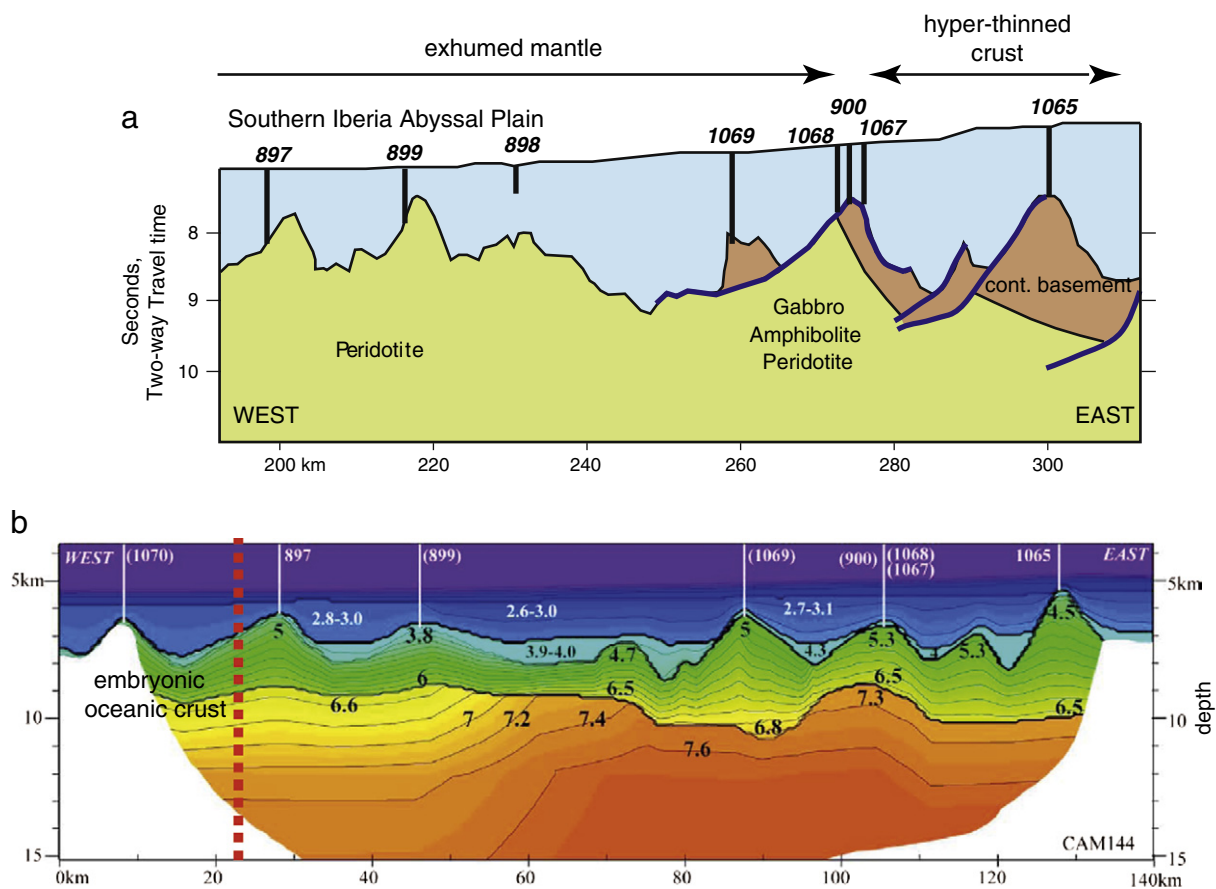 exhumed mantle
hyper-thinned
crust
a
Southern Iberia Abyssal Plain
897
899
898
1069
1068
900
1067
1065
Seconds,
Two-way Travel time
8
9
10
Peridotite
Gabbro
Amphibolite
Peridotite
cont. basement
WEST
EAST
200 km
220
240
260
280
300
b
WEST
(1070)
897
(899)
(1069)
(900)
(1068)
(1067)
1065
EAST
5km
5km
2.8-3.0
2.6-3.0
2.7-3.1
5
3.8
3.9-4.0
4.7
5
4.3
5.3
4
5.3
4.5
embryonic
oceanic crust
6
6.6
7
7.2
7.4
6.5
7.6
6.8
6.5
7.3
6.5
10
10
depth
15
15
CAM144
0km
20
40
60
80
100
120
140km